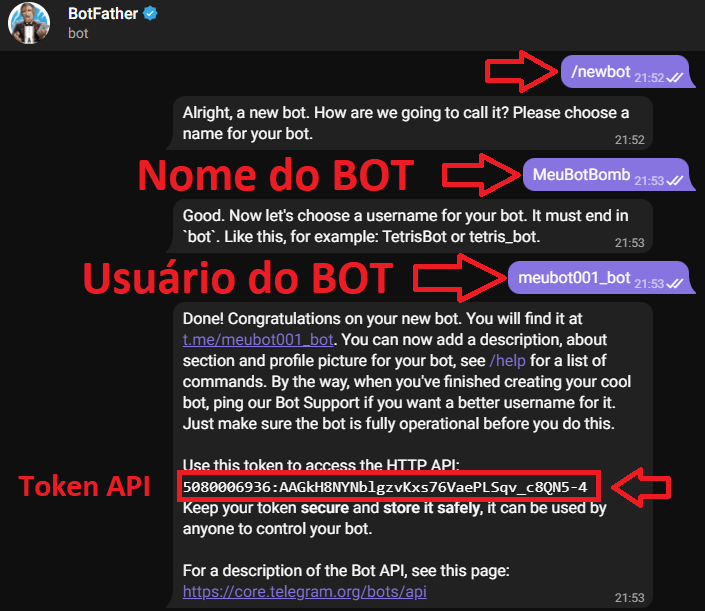 BotFather
bot
/newbot 21:52
Alright, a new bot. How are we going to call it? Please choose a
name for your bot.
21:52
Nome do BOT
MeuBotBomb 21:53
Good. Now let's choose a username for your bot. It must end in
`bot`. Like this, for example: TetrisBot or tetris_bot.
21:53
Usuário do BOT
meubot001_bot 21:53
Done! Congratulations on your new bot. You will find it at
t.me/meubot001_bot. You can now add a description, about
section and profile picture for your bot, see /help for a list of
commands. By the way, when you've finished creating your cool
bot, ping our Bot Support if you want a better username for it.
Just make sure the bot is fully operational before you do this.
Use this token to access the HTTP API:
Token API
5080006936:AAGkH8NYNblgzvKxs76VaePLSqv_c8QN5-4
Keep your token secure and store it safely, it can be used by
anyone to control your bot.
For a description of the Bot API, see this page:
https://core.telegram.org/bots/api
21:53